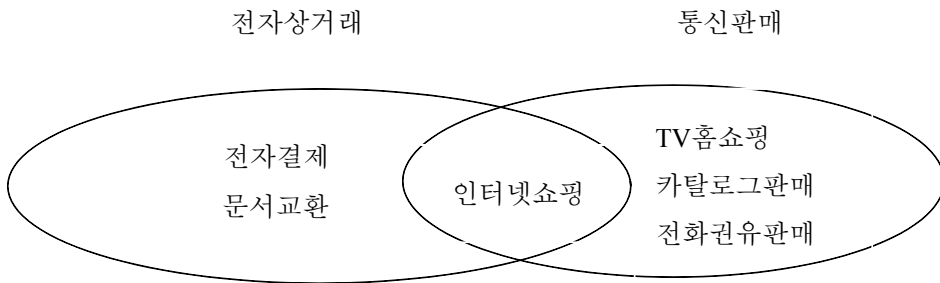 전자상거래
통신판매
전자결제
문서교환
인터넷쇼핑
TV홈쇼핑
카탈로그판매
전화권유판매